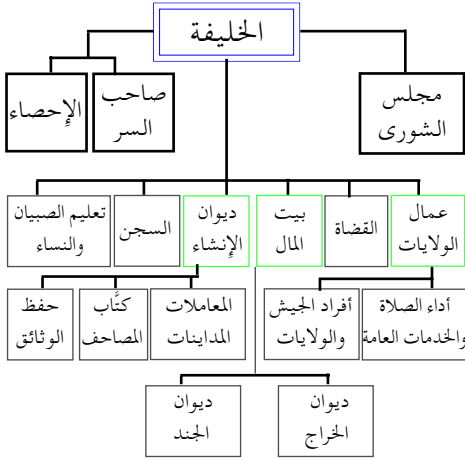 الخليفة
مجلس
الشورى
صاحب
السر
الإحصاء
عمال
الولايات
القضاة
بيت
المال
ديوان
الإنشاء
السجن
تعليم الصبيان
والنساء
أداء الصلاة
والخدمات العامة
أفراد الجيش
والولايات
المعاملات
المداينات
كتَّاب
المصاحف
حفظ
الوثائق
ديوان
الخراج
ديوان
الجند